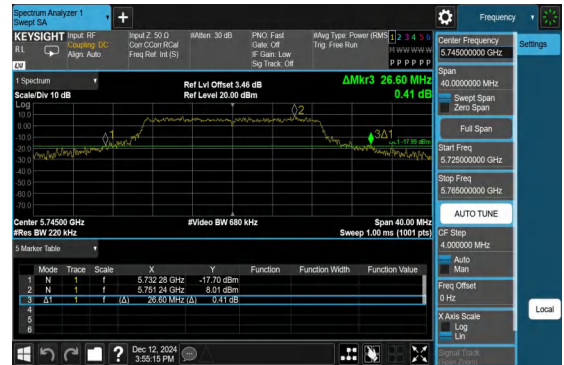 Spectrum Analyzer 1
Swept SA
+
Frequency
KEYSIGHT
RL
Input: RF
Coupling: DC
Align: Auto
Input Z: 50 Ω
Corr CCorr RCal
Freq Ref: Int (S)
#Atten: 30 dB
PNO: Fast
Gate: Off
IF Gain: Low
Sig Track: Off
#Avg Type: Power (RMS
Trig: Free Run
1 2 3 4 5 6
M W W W W W
P P P P P P
LXI
1 Spectrum
Scale/Div 10 dB
Ref Lvl Offset 3.46 dB
Ref Level 20.00 dBm
ΔMkr3 26.60 MHz
0.41 dB
Log
10.0
0.00
-10.0
-20.0
-30.0
-40.0
-50.0
-60.0
-70.0
1
2
3Δ1
-17.99 dBm
Center 5.74500 GHz
#Res BW 220 kHz
#Video BW 680 kHz
Span 40.00 MHz
Sweep 1.00 ms (1001 pts)
5 Marker Table
Mode Trace Scale X Y Function Function Width Function Value
1 N 1 f 5.732 28 GHz -17.70 dBm
2 N 1 f 5.751 24 GHz 8.01 dBm
3 Δ1 1 f (Δ) 26.60 MHz (Δ) 0.41 dB
4
5
6
Dec 12, 2024
3:55:15 PM
?
Center Frequency
5.745000000 GHz
Span
40.0000000 MHz
Swept Span
Zero Span
Full Span
Start Freq
5.725000000 GHz
Stop Freq
5.765000000 GHz
AUTO TUNE
CF Step
4.000000 MHz
Auto
Man
Freq Offset
0 Hz
X Axis Scale
Log
Lin
Signal Track
Settings
Local